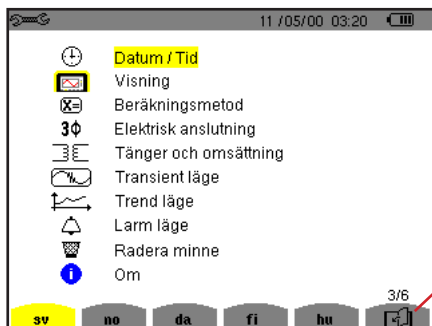 11 /05/00 03:20
Datum / Tid
Visning
X= Beräkningsmetod
3ϕ Elektrisk anslutning
Tänger och omsättning
Transient läge
Trend läge
Larm läge
Radera minne
i Om
3/6
sv no da fi hu